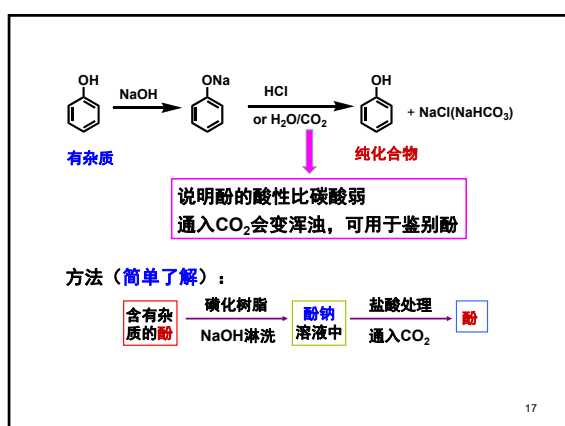 OH
NaOH
ONa
HCl
or H₂O/CO₂
OH
+ NaCl(NaHCO₃)
有杂质
纯化合物
说明酚的酸性比碳酸弱
通入CO₂会变浑浊，可用于鉴别酚
方法（简单了解）：
含有杂
质的酚
磺化树脂
NaOH淋洗
酚钠
溶液中
盐酸处理
通入CO₂
酚
17